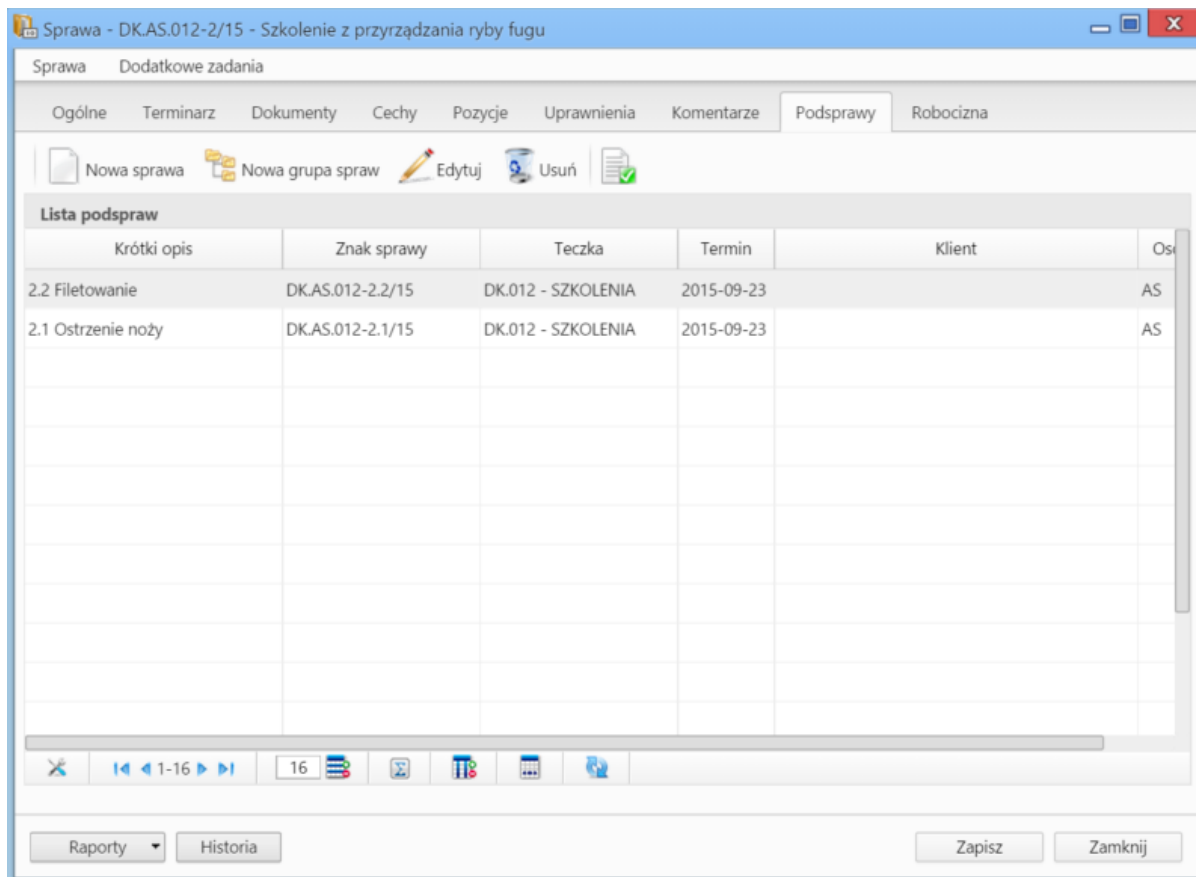 Sprawa - DK.AS.012-2/15 - Szkolenie z przyrządzania ryby fugu
Sprawa Dodatkowe zadania
Ogólne Terminarz Dokumenty Cechy Pozycje Uprawnienia Komentarze Podsprawy Robocizna
Nowa sprawa Nowa grupa spraw Edytuj Usuń
Lista podspraw
Krótki opis Znak sprawy Teczka Termin Klient Oso
2.2 Filetowanie DK.AS.012-2.2/15 DK.012 - SZKOLENIA 2015-09-23 AS
2.1 Ostrzenie noży DK.AS.012-2.1/15 DK.012 - SZKOLENIA 2015-09-23 AS
1-16 16
Raporty Historia Zapisz Zamknij